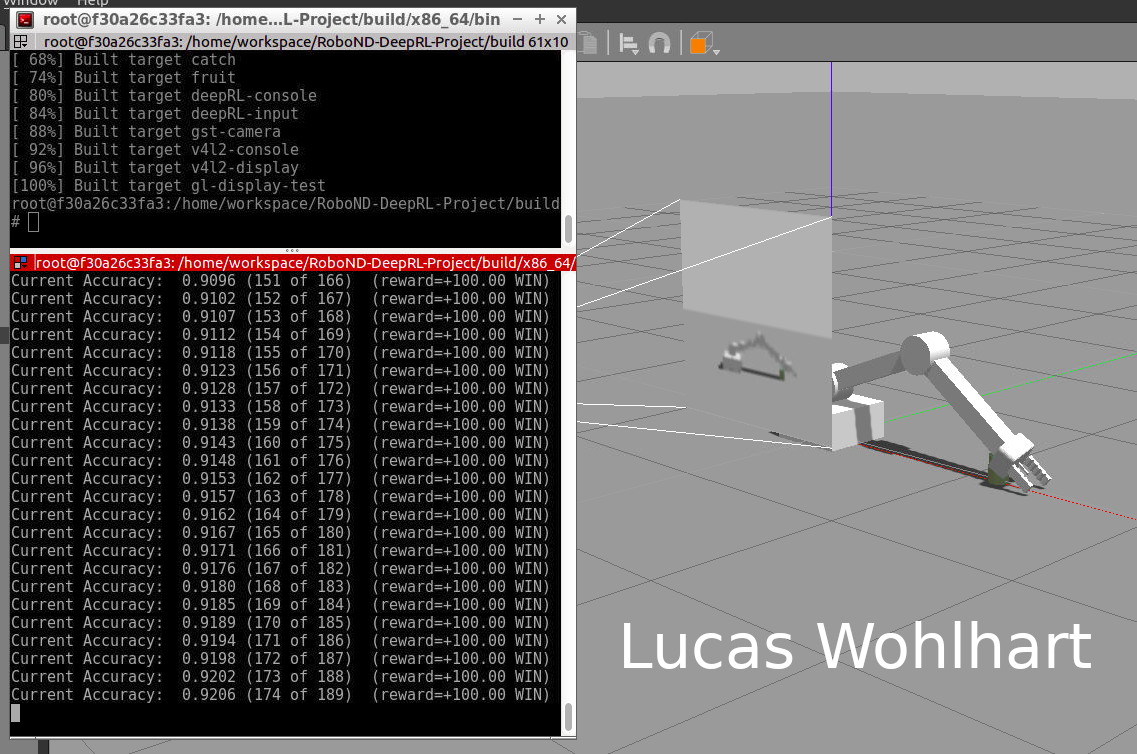 Window Help
root@f30a26c33fa3: /home...L-Project/build/x86_64/bin
root@f30a26c33fa3: /home/workspace/RoboND-DeepRL-Project/build 61x10
[ 68%] Built target catch
[ 74%] Built target fruit
[ 80%] Built target deepRL-console
[ 84%] Built target deepRL-input
[ 88%] Built target gst-camera
[ 92%] Built target v4l2-console
[ 96%] Built target v4l2-display
[100%] Built target gl-display-test
root@f30a26c33fa3:/home/workspace/RoboND-DeepRL-Project/build
#
root@f30a26c33fa3: /home/workspace/RoboND-DeepRL-Project/build/x86_64/
Current Accuracy:  0.9096 (151 of 166)  (reward=+100.00 WIN)
Current Accuracy:  0.9102 (152 of 167)  (reward=+100.00 WIN)
Current Accuracy:  0.9107 (153 of 168)  (reward=+100.00 WIN)
Current Accuracy:  0.9112 (154 of 169)  (reward=+100.00 WIN)
Current Accuracy:  0.9118 (155 of 170)  (reward=+100.00 WIN)
Current Accuracy:  0.9123 (156 of 171)  (reward=+100.00 WIN)
Current Accuracy:  0.9128 (157 of 172)  (reward=+100.00 WIN)
Current Accuracy:  0.9133 (158 of 173)  (reward=+100.00 WIN)
Current Accuracy:  0.9138 (159 of 174)  (reward=+100.00 WIN)
Current Accuracy:  0.9143 (160 of 175)  (reward=+100.00 WIN)
Current Accuracy:  0.9148 (161 of 176)  (reward=+100.00 WIN)
Current Accuracy:  0.9153 (162 of 177)  (reward=+100.00 WIN)
Current Accuracy:  0.9157 (163 of 178)  (reward=+100.00 WIN)
Current Accuracy:  0.9162 (164 of 179)  (reward=+100.00 WIN)
Current Accuracy:  0.9167 (165 of 180)  (reward=+100.00 WIN)
Current Accuracy:  0.9171 (166 of 181)  (reward=+100.00 WIN)
Current Accuracy:  0.9176 (167 of 182)  (reward=+100.00 WIN)
Current Accuracy:  0.9180 (168 of 183)  (reward=+100.00 WIN)
Current Accuracy:  0.9185 (169 of 184)  (reward=+100.00 WIN)
Current Accuracy:  0.9189 (170 of 185)  (reward=+100.00 WIN)
Current Accuracy:  0.9194 (171 of 186)  (reward=+100.00 WIN)
Current Accuracy:  0.9198 (172 of 187)  (reward=+100.00 WIN)
Current Accuracy:  0.9202 (173 of 188)  (reward=+100.00 WIN)
Current Accuracy:  0.9206 (174 of 189)  (reward=+100.00 WIN)
Lucas Wohlhart